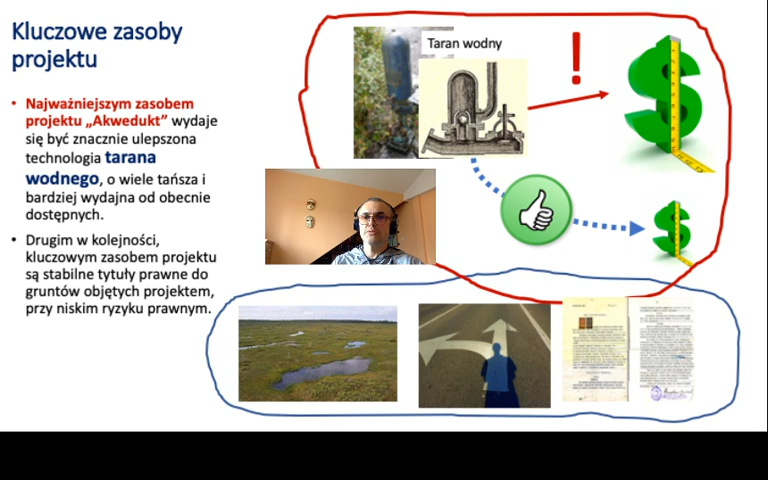 Kluczowe zasoby
projektu
• Najważniejszym zasobem
projektu „Akwedukt” wydaje
się być znacznie ulepszona
technologia tarana
wodnego, o wiele tańsza i
bardziej wydajna od obecnie
dostępnych.
• Drugim w kolejności,
kluczowym zasobem projektu
są stabilne tytuły prawne do
gruntów objętych projektem,
przy niskim ryzyku prawnym.
Taran wodny
!